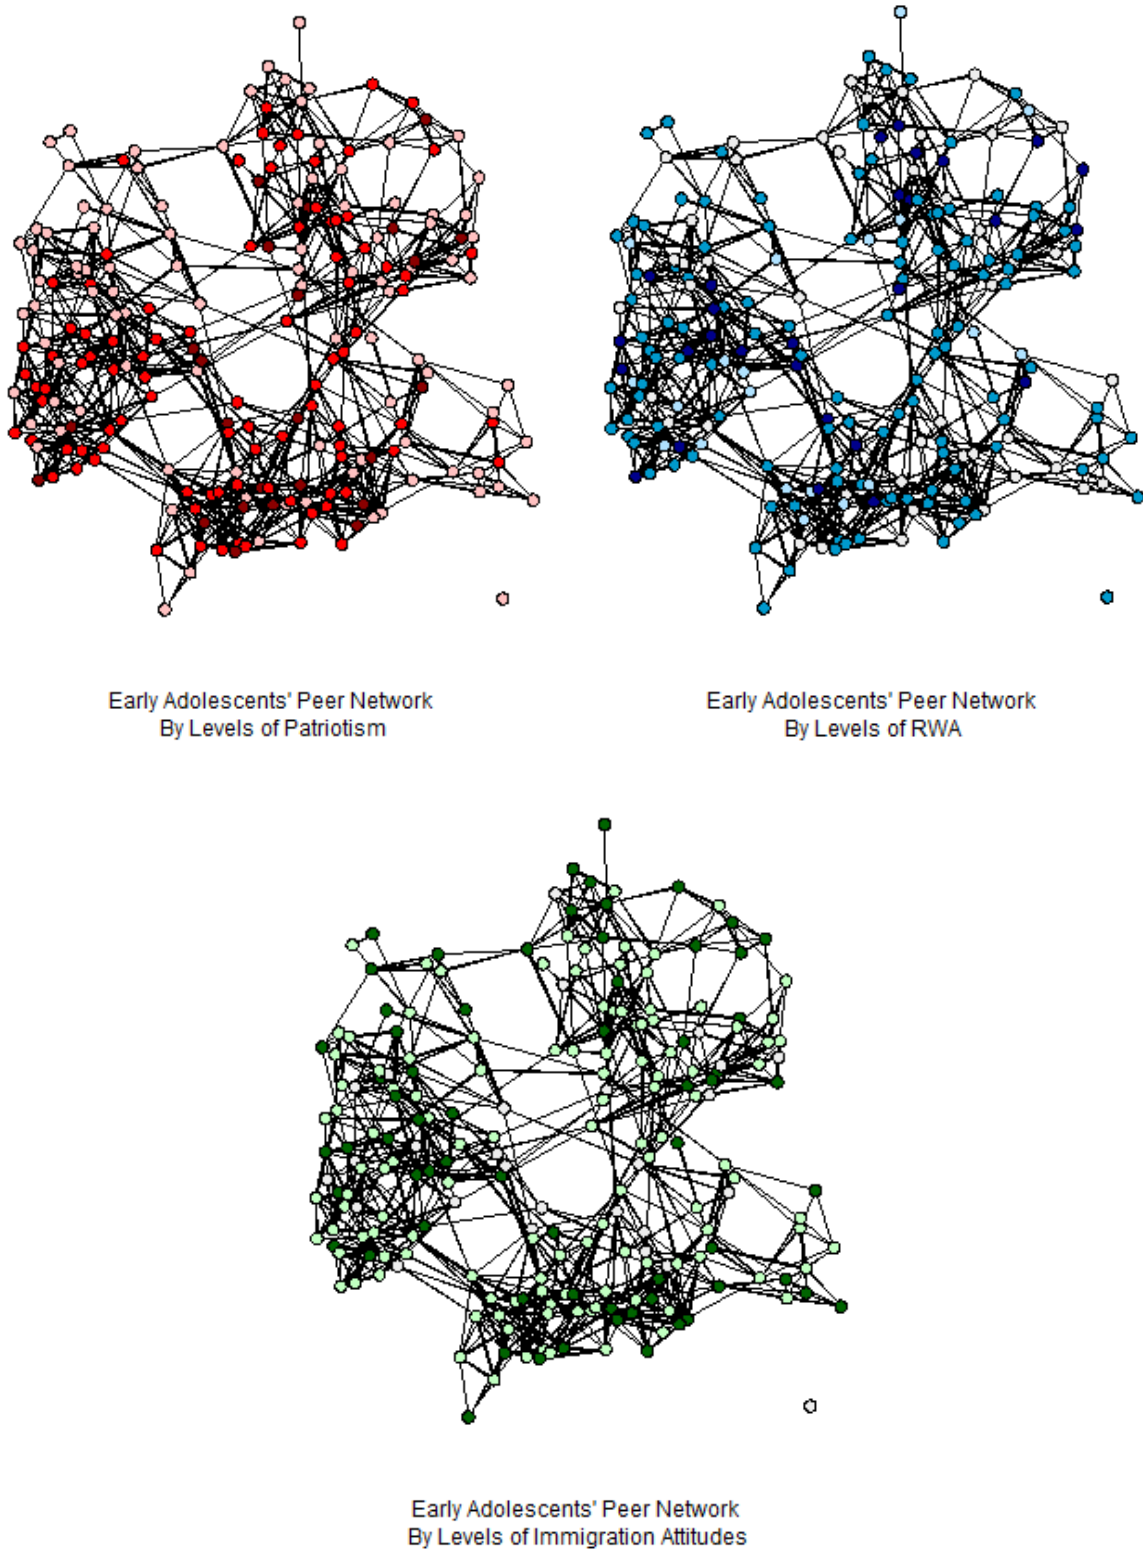 Early Adolescents' Peer Network
By Levels of Patriotism
Early Adolescents' Peer Network
By Levels of RWA
Early Adolescents' Peer Network
By Levels of Immigration Attitudes